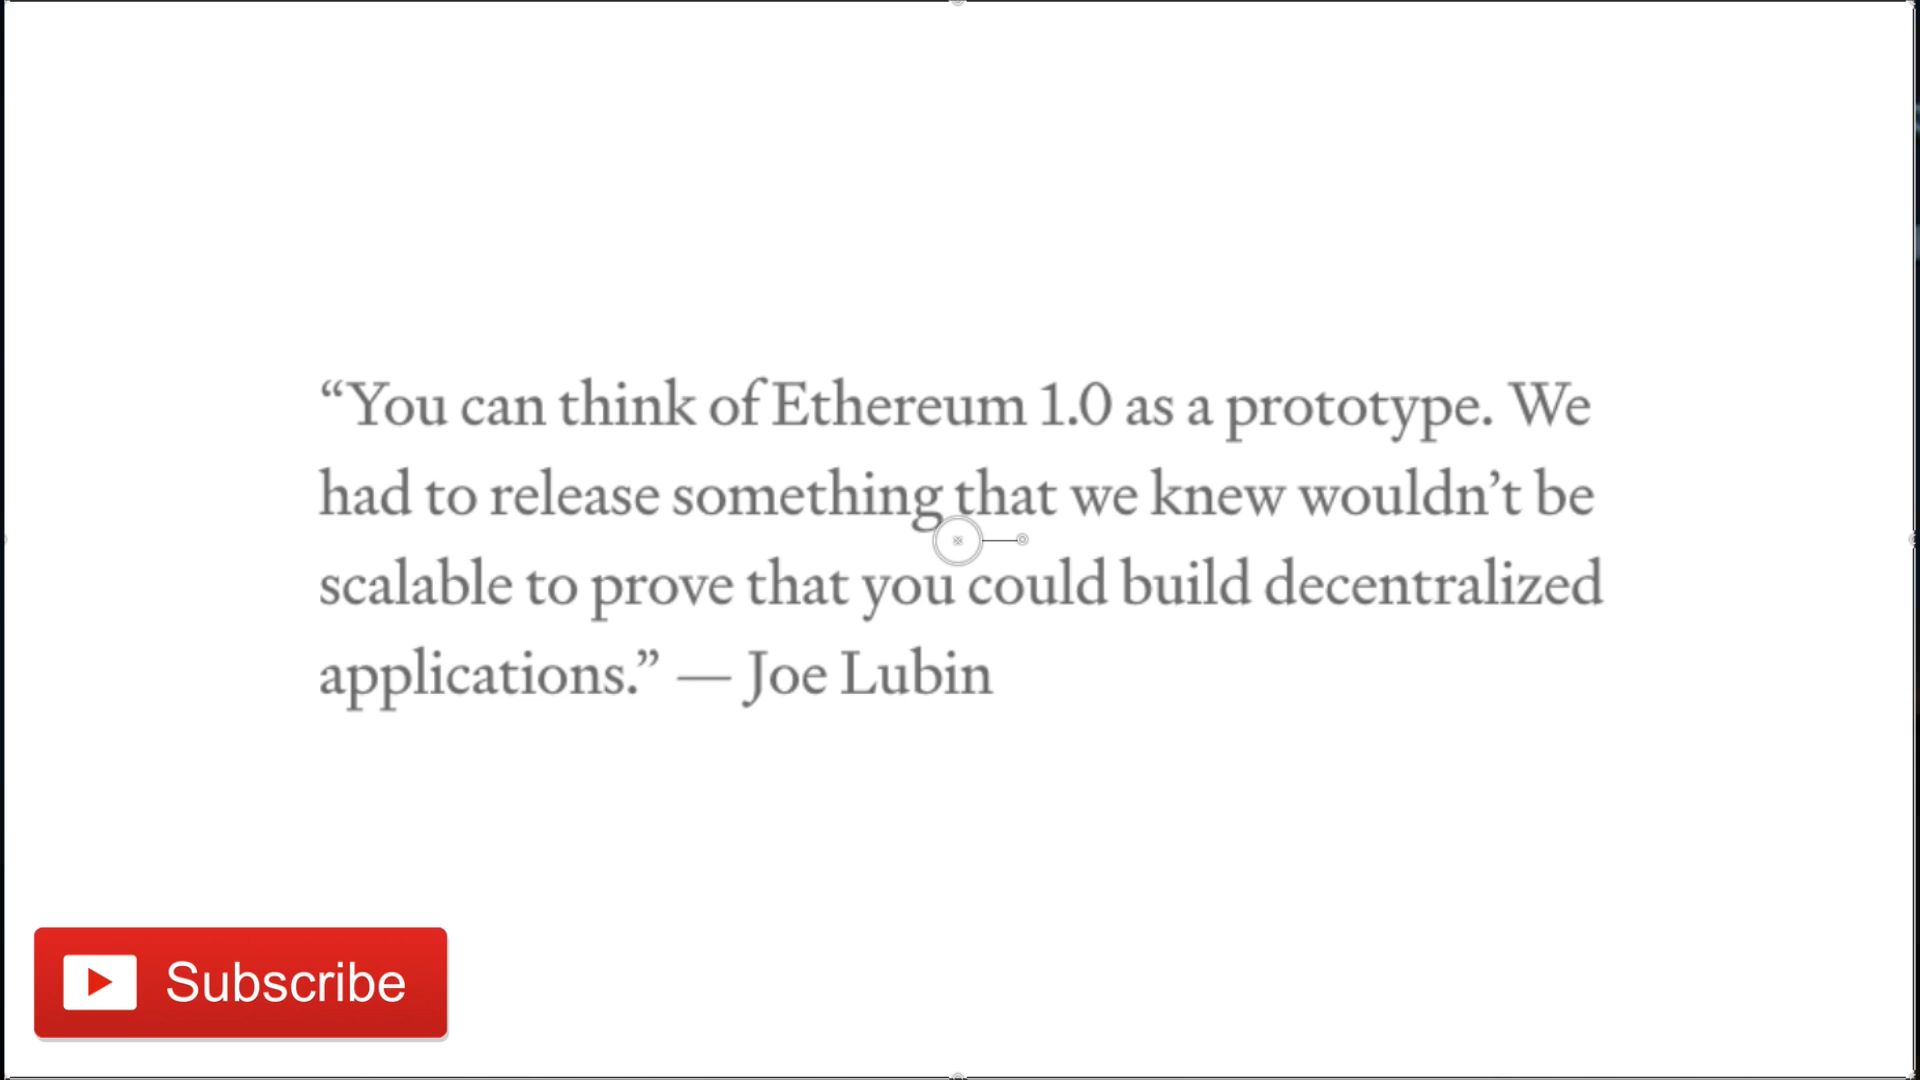 “You can think of Ethereum 1.0 as a prototype. We
had to release something that we knew wouldn’t be
scalable to prove that you could build decentralized
applications.” — Joe Lubin
Subscribe